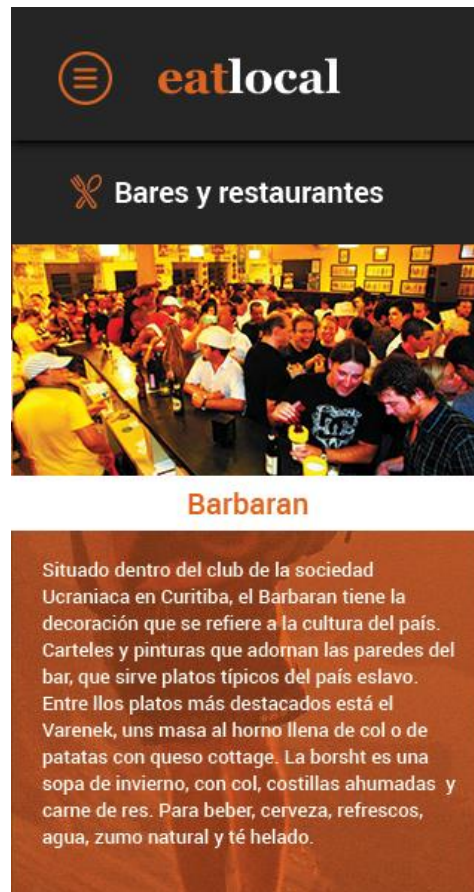 eatlocal
Bares y restaurantes
Barbaran
Situado dentro del club de la sociedad
Ucraniaca en Curitiba, el Barbaran tiene la
decoración que se refiere a la cultura del país.
Carteles y pinturas que adornan las paredes del
bar, que sirve platos típicos del país eslavo.
Entre llos platos más destacados está el
Varenek, uns masa al horno llena de col o de
patatas con queso cottage. La borsht es una
sopa de invierno, con col, costillas ahumadas  y
carne de res. Para beber, cerveza, refrescos,
agua, zumo natural y té helado.